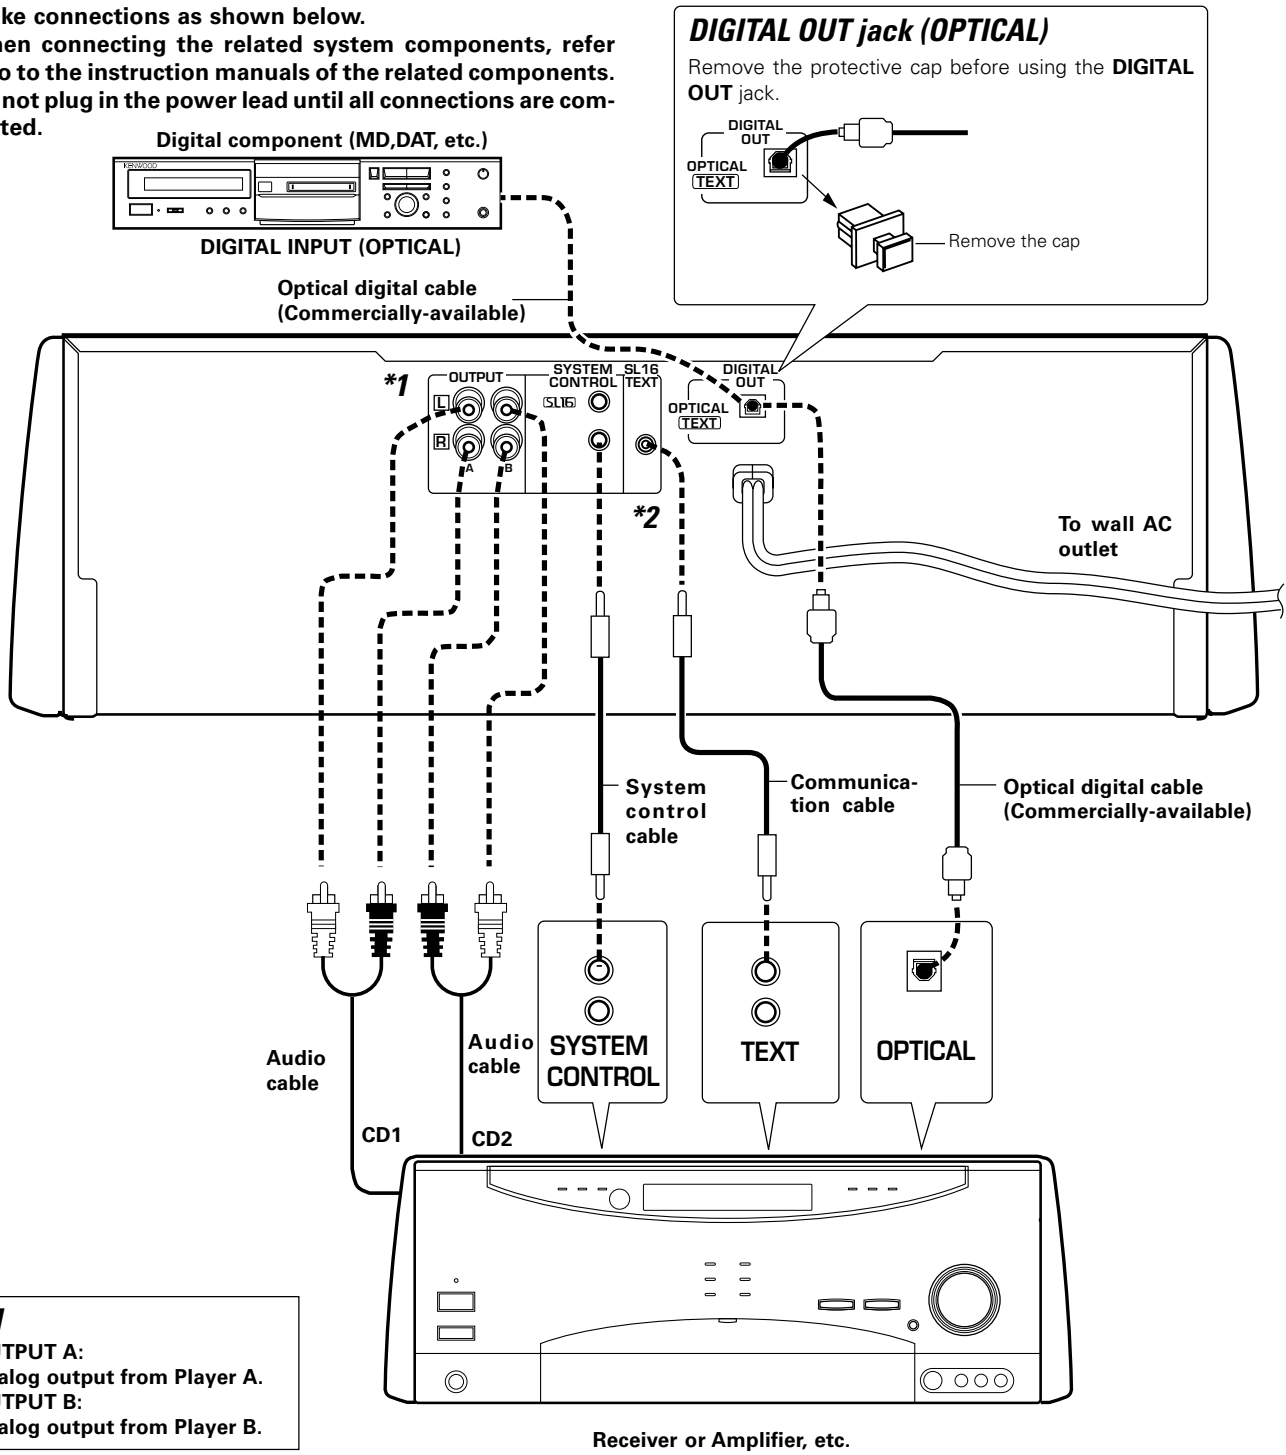 ke connections as shown below.
en connecting the related system components, refer
o to the instruction manuals of the related components.
not plug in the power lead until all connections are com-
ted.
DIGITAL OUT jack (OPTICAL)
Remove the protective cap before using the DIGITAL
OUT jack.
DIGITAL
OUT
OPTICAL
TEXT
Remove the cap
Digital component (MD,DAT, etc.)
KENWOOD
DIGITAL INPUT (OPTICAL)
Optical digital cable
(Commercially-available)
*1
OUTPUT
L
R
A
B
SYSTEM
CONTROL
SL16
SL16
TEXT
DIGITAL
OUT
OPTICAL
TEXT
*2
To wall AC
outlet
System
control
cable
Communica-
tion cable
Optical digital cable
(Commercially-available)
Audio
cable
Audio
cable
SYSTEM
CONTROL
TEXT
OPTICAL
CD1
CD2
TPUT A:
alog output from Player A.
TPUT B:
alog output from Player B.
Receiver or Amplifier, etc.